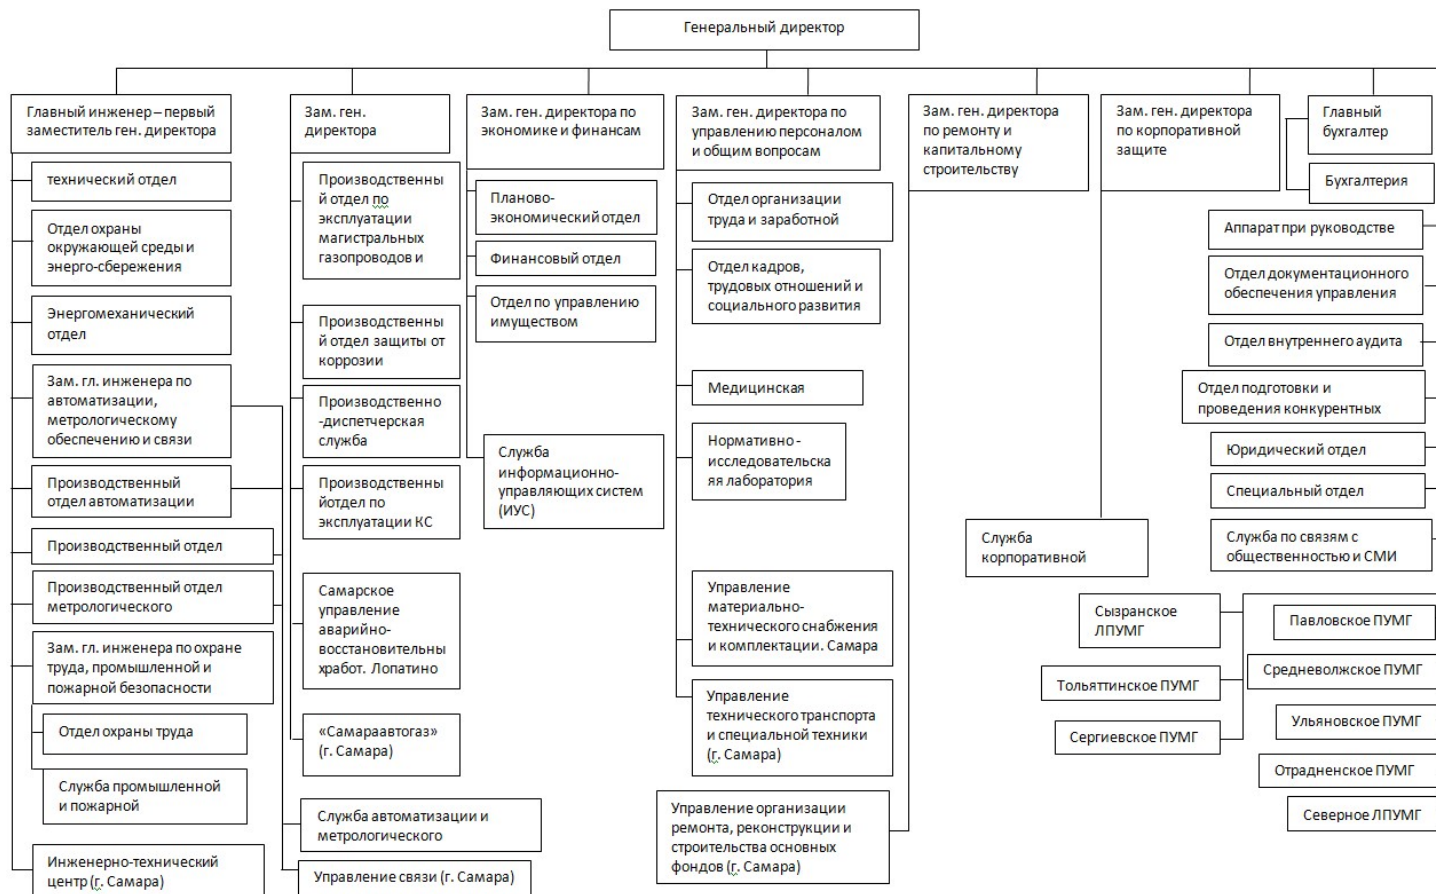 Генеральный директор
Главный инженер – первый
заместитель ген. директора
технический отдел
Отдел охраны
окружающей среды и
энерго-сбережения
Энергомеханический
отдел
Зам. гл. инженера по
автоматизации,
метрологическому
обеспечению и связи
Производственный
отдел автоматизации
Производственный отдел
Производственный отдел
метрологического
Зам. гл. инженера по охране
труда, промышленной и
пожарной безопасности
Отдел охраны труда
Служба промышленной
и пожарной
Инженерно-технический
центр (г. Самара)
Зам. ген.
директора
Производственны
й отдел по
эксплуатации
магистральных
газопроводов и
Производственны
й отдел защиты от
коррозии
Производственно
-диспетчерская
служба
Производственны
йотдел по
эксплуатации КС
Самарское
управление
аварийно-
восстановительны
хработ. Лопатино
«Самараавтогаз»
(г. Самара)
Служба автоматизации и
метрологического
Управление связи (г. Самара)
Зам. ген. директора по
экономике и финансам
Планово-
экономический отдел
Финансовый отдел
Отдел по управлению
имуществом
Служба
информационно-
управляющих систем
(ИУС)
Зам. ген. директора по
управлению персоналом
и общим вопросам
Отдел организации
труда и заработной
Отдел кадров,
трудовых отношений и
социального развития
Медицинская
Нормативно-
исследовательска
яя лаборатория
Управление
материально-
технического снабжения
и комплектации. Самара
Управление
технического транспорта
и специальной техники
(г. Самара)
Управление организации
ремонта, реконструкции и
строительства основных
фондов (г. Самара)
Зам. ген. директора
по ремонту и
капитальному
строительству
Зам. ген. директора
по корпоративной
защите
Служба
корпоративной
Главный
бухгалтер
Бухгалтерия
Аппарат при руководстве
Отдел документационного
обеспечения управления
Отдел внутреннего аудита
Отдел подготовки и
проведения конкурентных
Юридический отдел
Специальный отдел
Служба по связям с
общественностью и СМИ
Сызранское
ЛПУМГ
Тольяттинское ПУМГ
Сергиевское ПУМГ
Павловское ПУМГ
Средневолжское ПУМГ
Ульяновское ПУМГ
Отрадненское ПУМГ
Северное ЛПУМГ